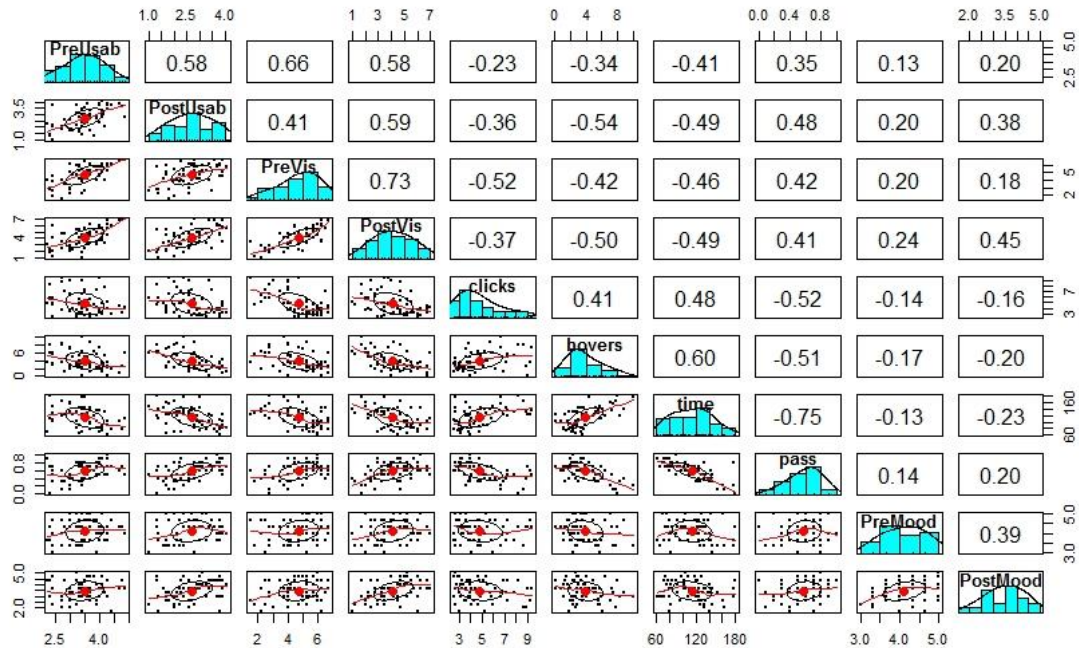 1.0 2.5 4.0 1 3 5 7 0 4 8 0.0 0.4 0.8 2.0 3.5 5.0
PreUsab 0.58 0.66 0.58 -0.23 -0.34 -0.41 0.35 0.13 0.20 2.5 5.0
1.0 3.5 PostUsab 0.41 0.59 -0.36 -0.54 -0.49 0.48 0.20 0.38
PreVis 0.73 -0.52 -0.42 -0.46 0.42 0.20 0.18 2 5
1 4 7 PostVis -0.37 -0.50 -0.49 0.41 0.24 0.45
clicks 0.41 0.48 -0.52 -0.14 -0.16 3 7
0 6 hovers 0.60 -0.51 -0.17 -0.20
time -0.75 -0.13 -0.23 60 160
0.0 0.8 pass 0.14 0.20
PreMood 0.39 3.0 5.0
2.0 5.0 PostMood
2.5 4.0 2 4 6 3 5 7 9 60 120 180 3.0 4.0 5.0